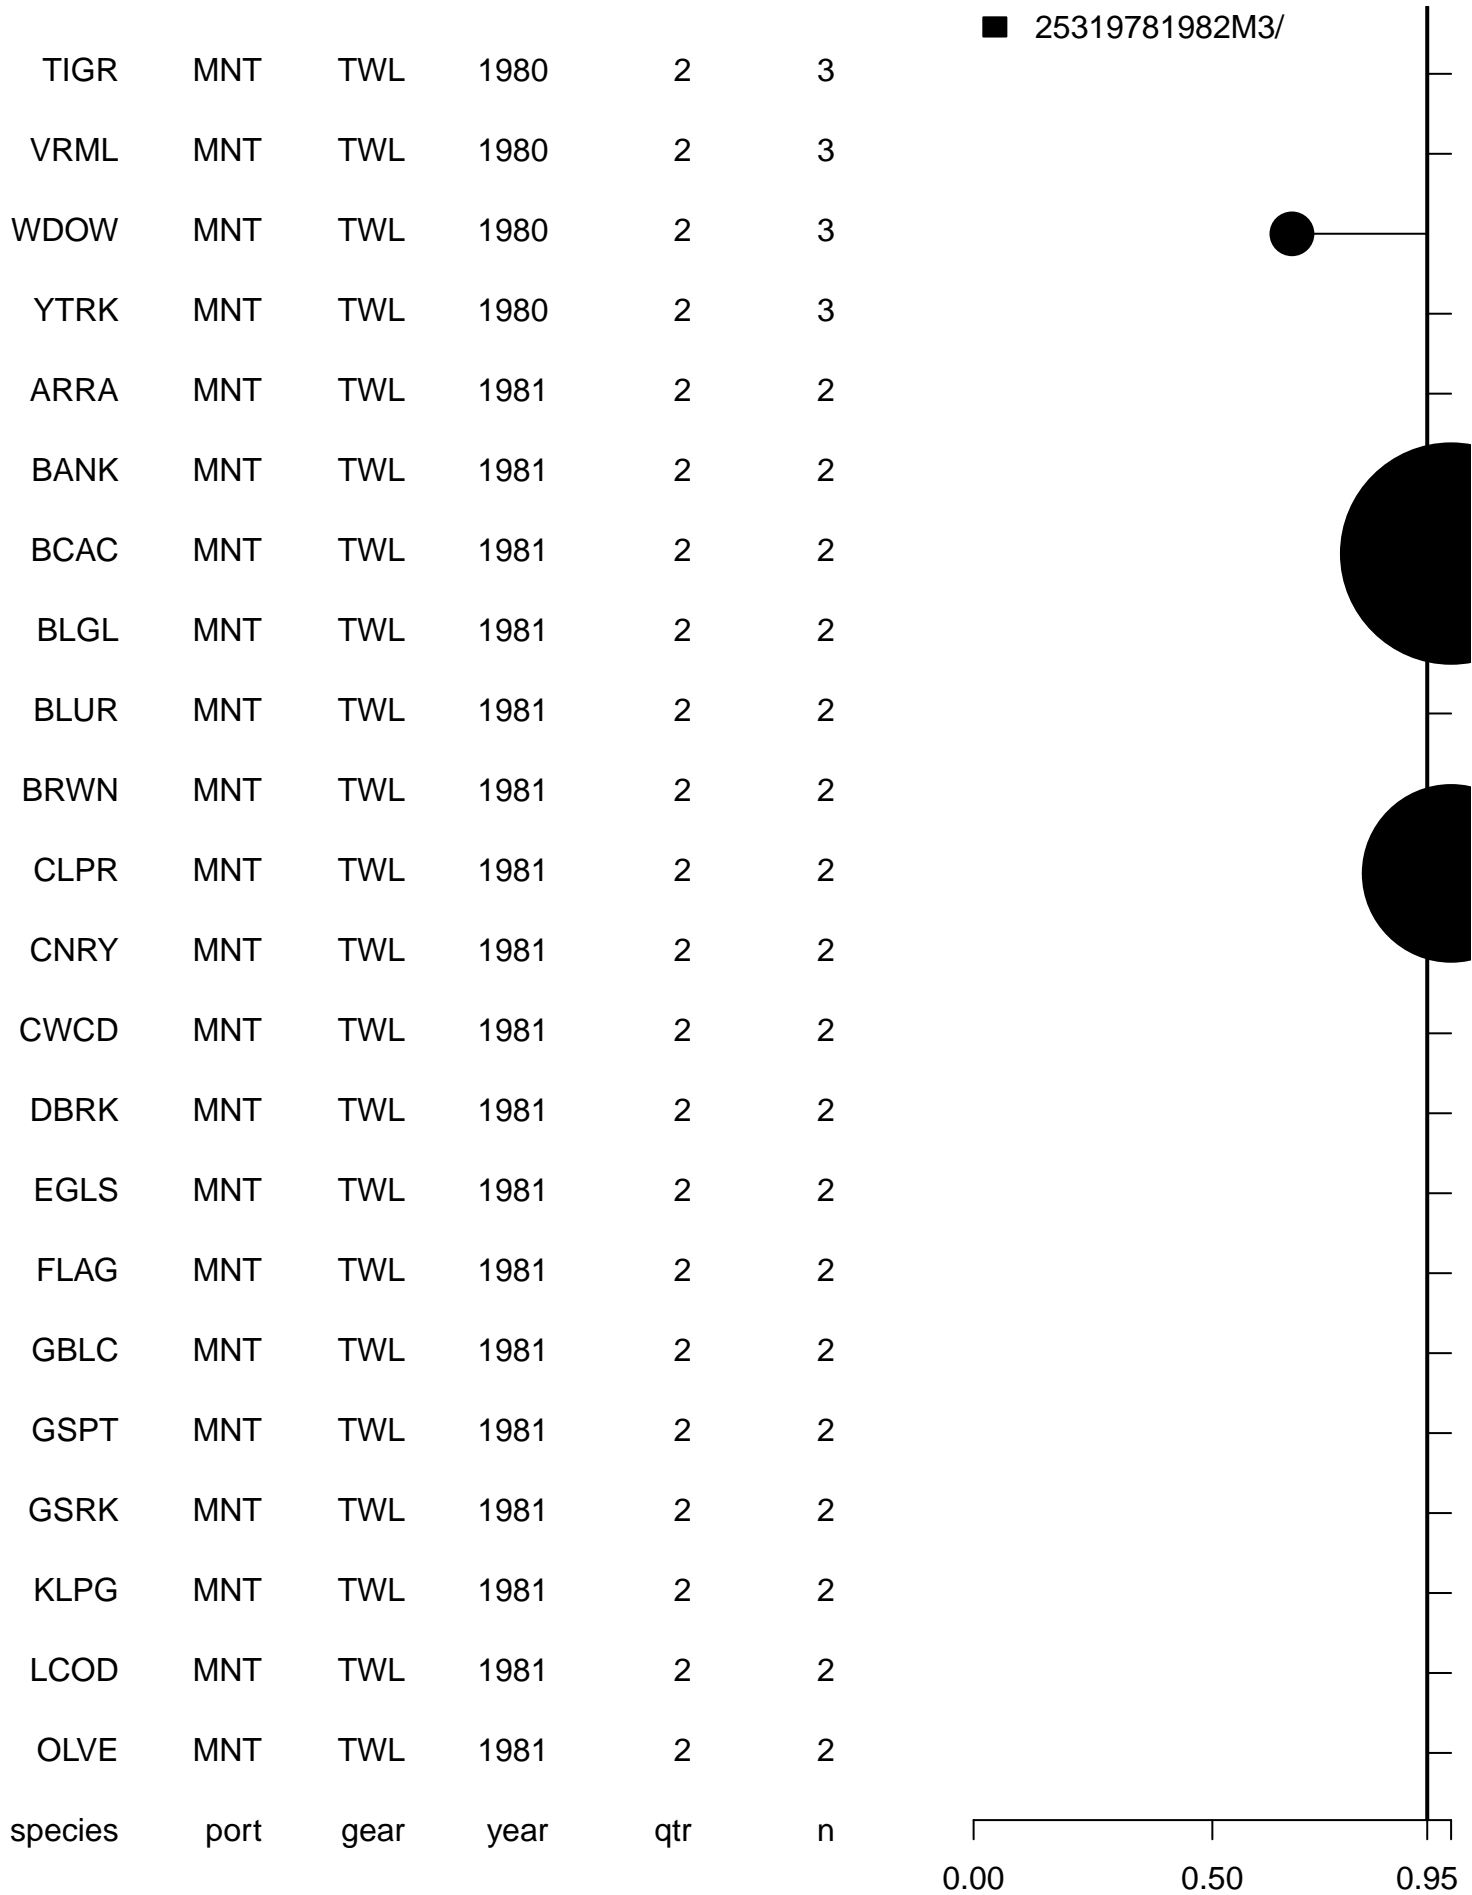 25319781982M3/
TIGR MNT TWL 1980 2 3
VRML MNT TWL 1980 2 3
WDOW MNT TWL 1980 2 3
YTRK MNT TWL 1980 2 3
ARRA MNT TWL 1981 2 2
BANK MNT TWL 1981 2 2
BCAC MNT TWL 1981 2 2
BLGL MNT TWL 1981 2 2
BLUR MNT TWL 1981 2 2
BRWN MNT TWL 1981 2 2
CLPR MNT TWL 1981 2 2
CNRY MNT TWL 1981 2 2
CWCD MNT TWL 1981 2 2
DBRK MNT TWL 1981 2 2
EGLS MNT TWL 1981 2 2
FLAG MNT TWL 1981 2 2
GBLC MNT TWL 1981 2 2
GSPT MNT TWL 1981 2 2
GSRK MNT TWL 1981 2 2
KLPG MNT TWL 1981 2 2
LCOD MNT TWL 1981 2 2
OLVE MNT TWL 1981 2 2
species port gear year qtr n
0.00 0.50 0.95